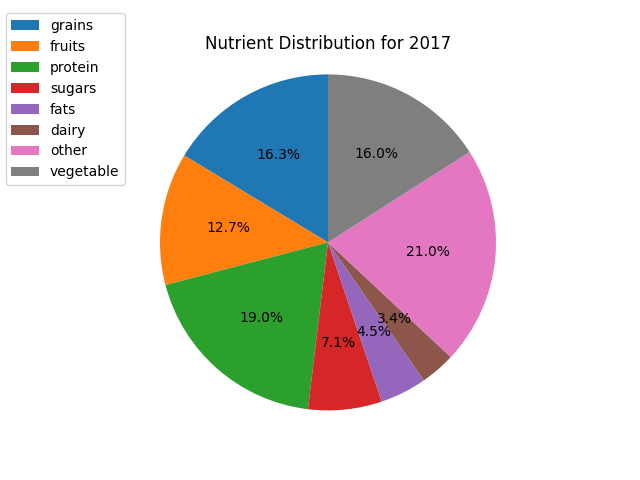 Nutrient Distribution for 2017
grains
fruits
protein
sugars
fats
dairy
other
vegetable
16.3%
16.0%
12.7%
21.0%
19.0%
3.4%
4.5%
7.1%